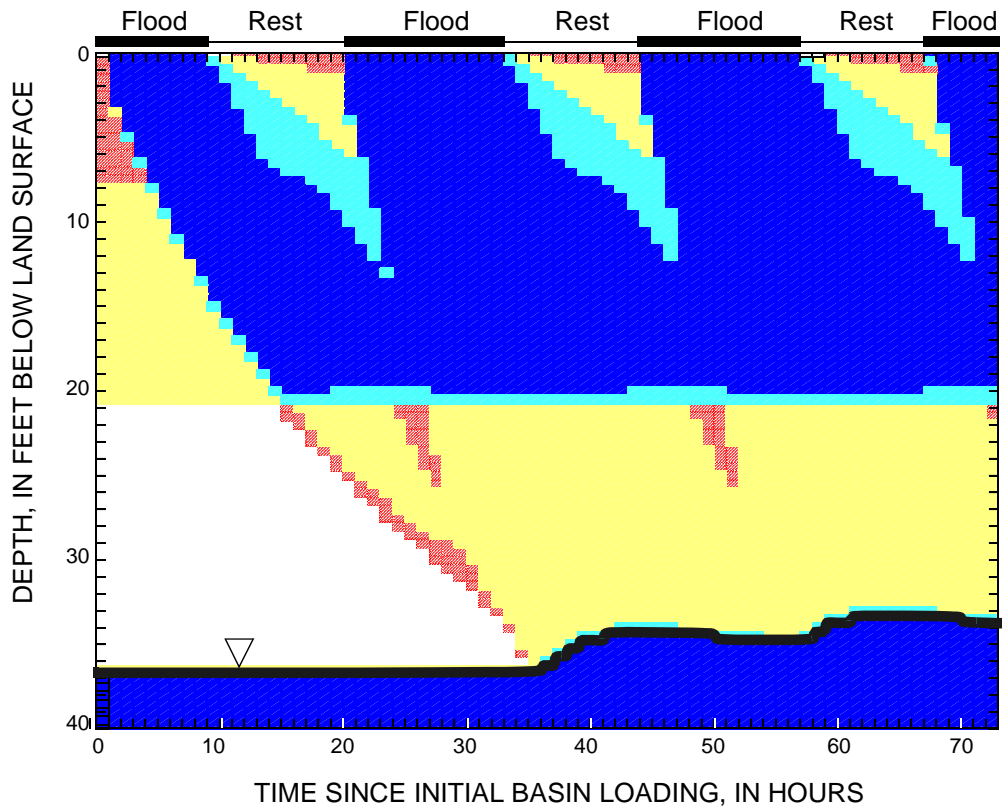 Flood Rest Flood Rest Flood Rest Flood
0
10
20
30
40
DEPTH, IN FEET BELOW LAND SURFACE
0 10 20 30 40 50 60 70
TIME SINCE INITIAL BASIN LOADING, IN HOURS